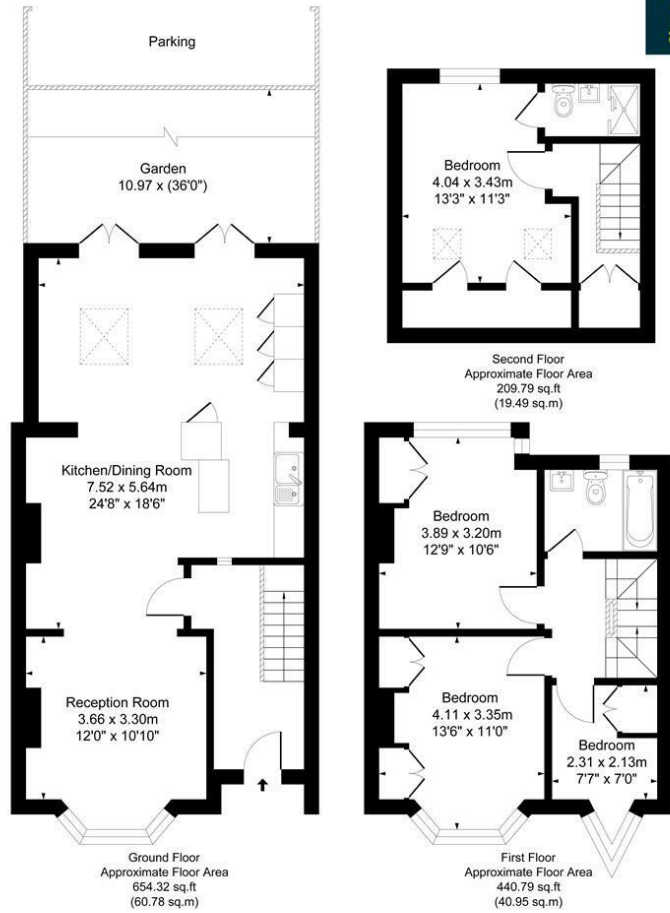 Parking
Garden
10.97 x (36'0")
Kitchen/Dining Room
7.52 x 5.64m
24'8" x 18'6"
Reception Room
3.66 x 3.30m
12'0" x 10'10"
Ground Floor
Approximate Floor Area
654.32 sq.ft
(60.78 sq.m)
Bedroom
4.04 x 3.43m
13'3" x 11'3"
Second Floor
Approximate Floor Area
209.79 sq.ft
(19.49 sq.m)
Bedroom
3.89 x 3.20m
12'9" x 10'6"
Bedroom
4.11 x 3.35m
13'6" x 11'0"
Bedroom
2.31 x 2.13m
7'7" x 7'0"
First Floor
Approximate Floor Area
440.79 sq.ft
(40.95 sq.m)